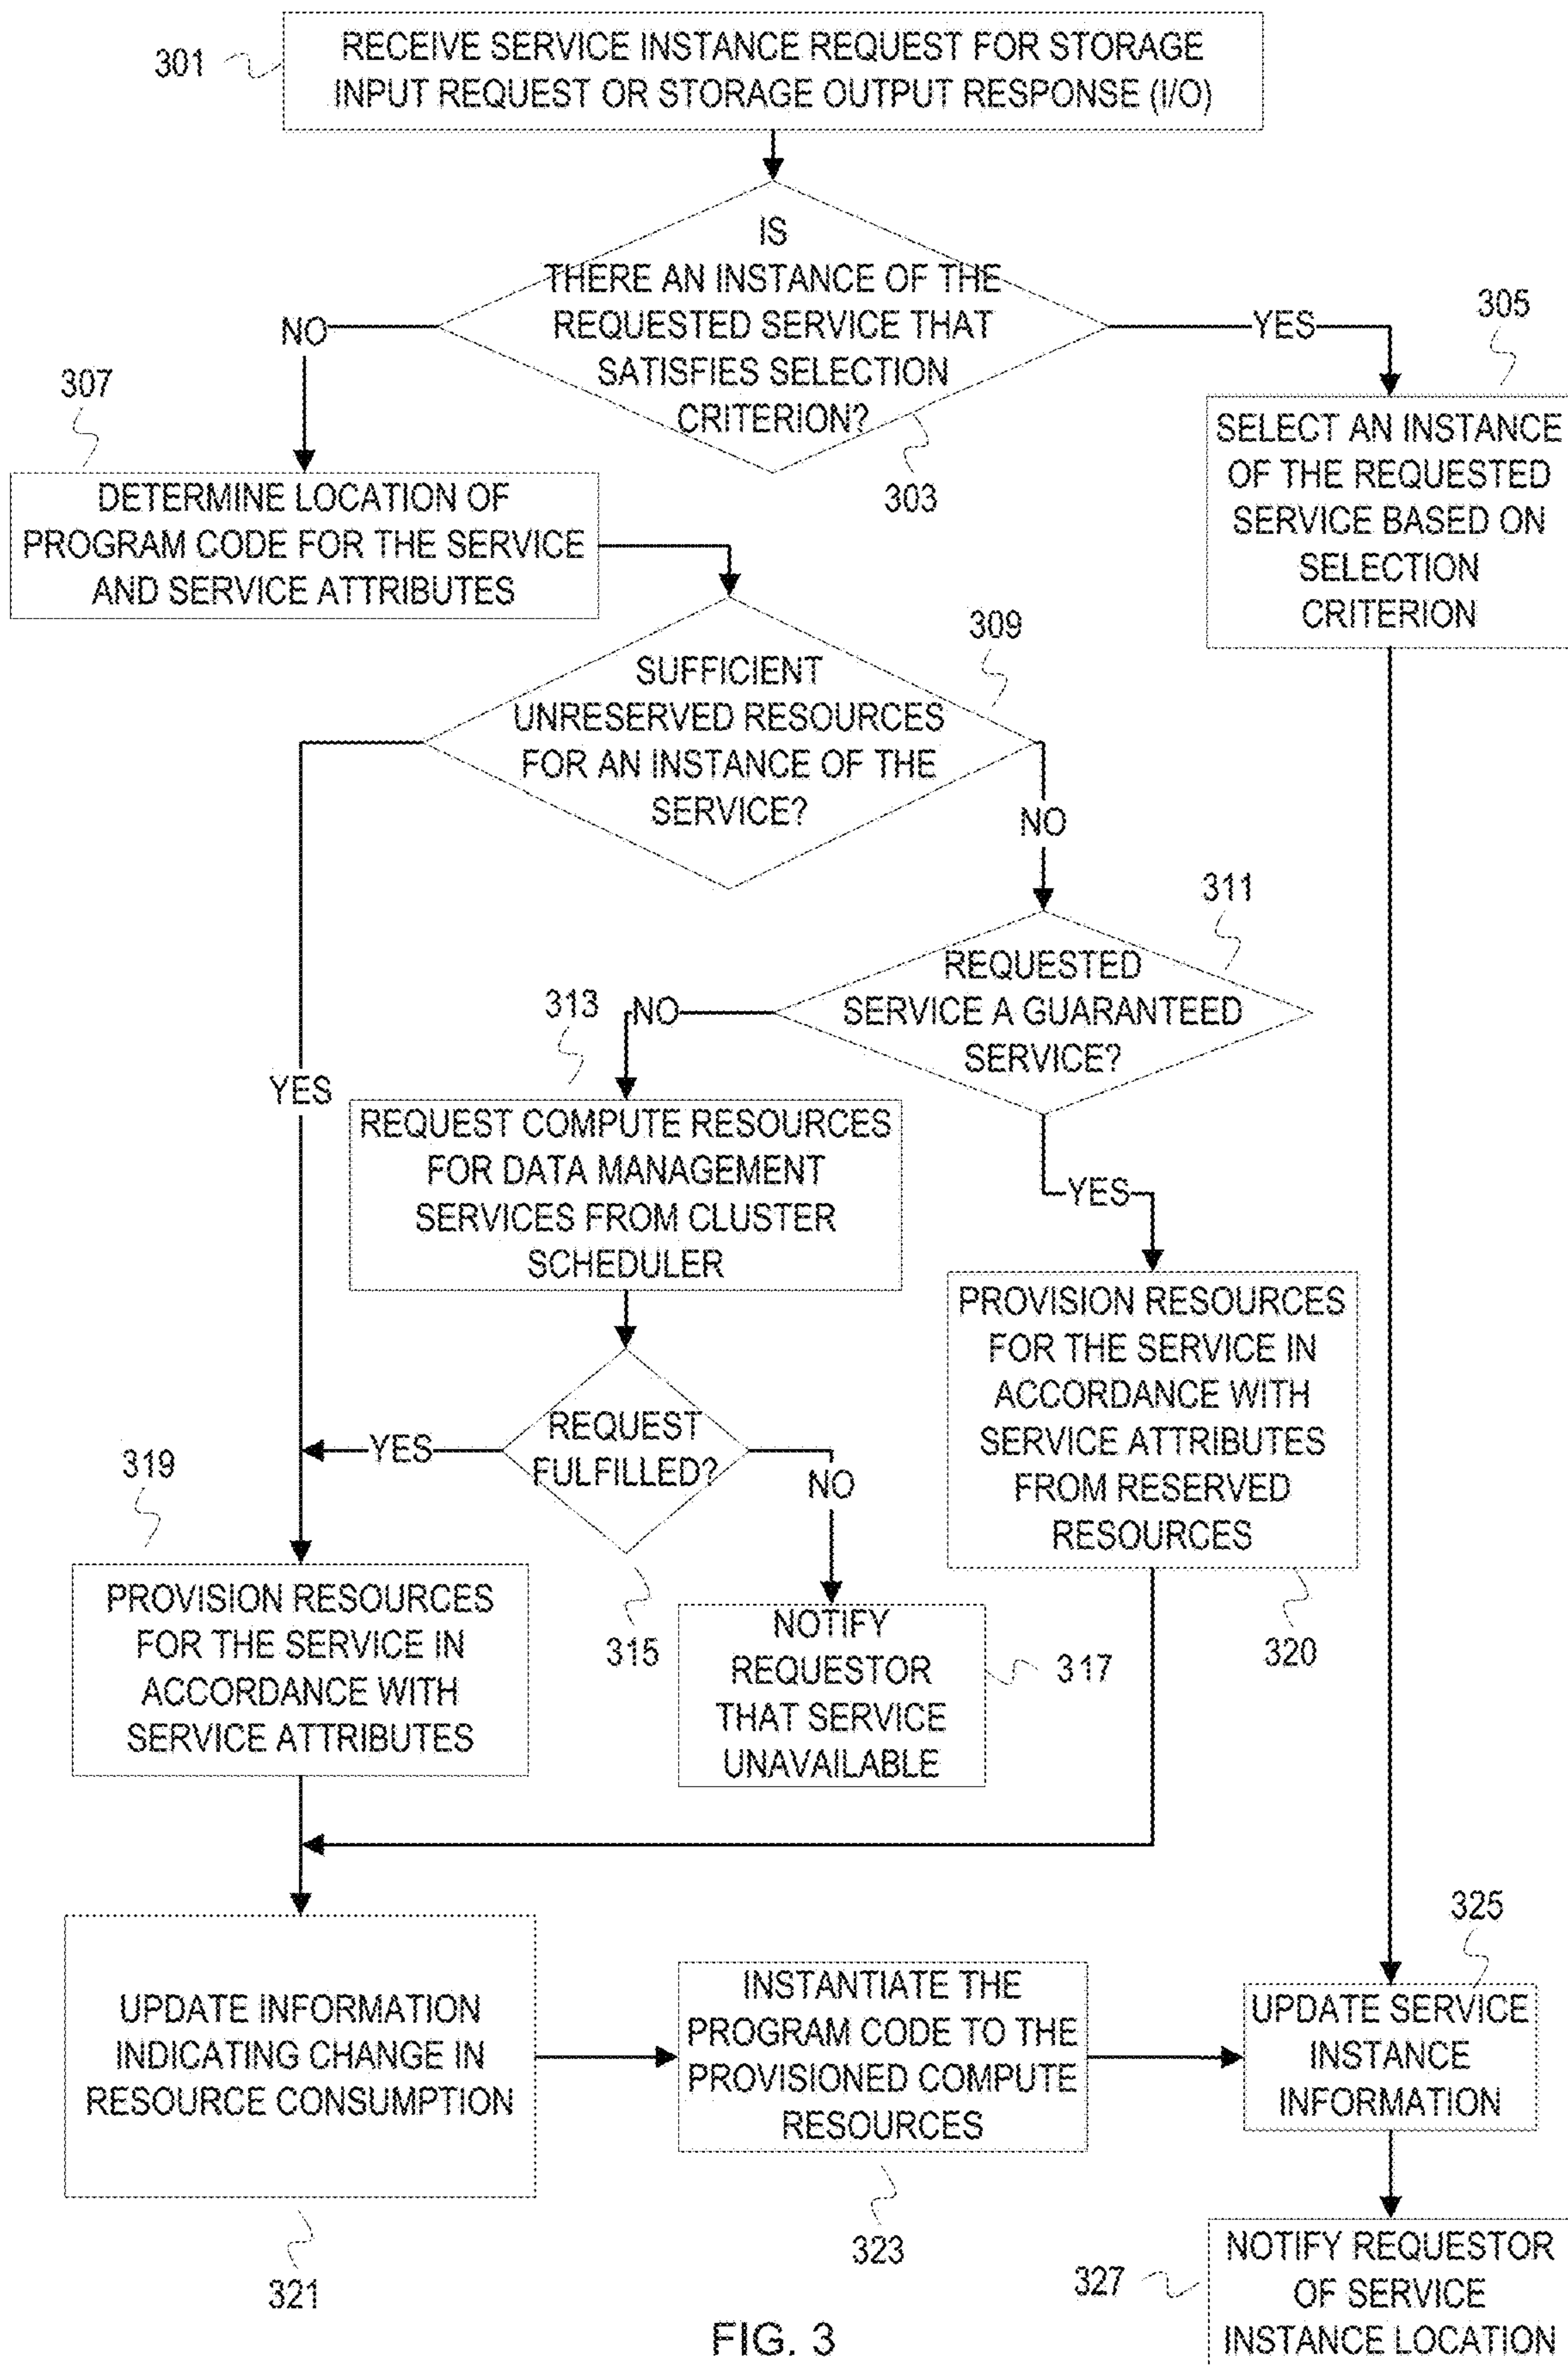 301
RECEIVE SERVICE INSTANCE REQUEST FOR STORAGE
INPUT REQUEST OR STORAGE OUTPUT RESPONSE (I/O)
IS
THERE AN INSTANCE OF THE
REQUESTED SERVICE THAT
SATISFIES SELECTION
CRITERION?
303
NO
YES
305
SELECT AN INSTANCE
OF THE REQUESTED
SERVICE BASED ON
SELECTION
CRITERION
307
DETERMINE LOCATION OF
PROGRAM CODE FOR THE SERVICE
AND SERVICE ATTRIBUTES
309
SUFFICIENT
UNRESERVED RESOURCES
FOR AN INSTANCE OF THE
SERVICE?
YES
NO
311
REQUESTED
SERVICE A GUARANTEED
SERVICE?
NO
YES
313
REQUEST COMPUTE RESOURCES
FOR DATA MANAGEMENT
SERVICES FROM CLUSTER
SCHEDULER
REQUEST
FULFILLED?
315
YES
NO
PROVISION RESOURCES
FOR THE SERVICE IN
ACCORDANCE WITH
SERVICE ATTRIBUTES
FROM RESERVED
RESOURCES
320
319
PROVISION RESOURCES
FOR THE SERVICE IN
ACCORDANCE WITH
SERVICE ATTRIBUTES
NOTIFY
REQUESTOR
THAT SERVICE
UNAVAILABLE
317
UPDATE INFORMATION
INDICATING CHANGE IN
RESOURCE CONSUMPTION
321
INSTANTIATE THE
PROGRAM CODE TO THE
PROVISIONED COMPUTE
RESOURCES
323
325
UPDATE SERVICE
INSTANCE
INFORMATION
327
NOTIFY REQUESTOR
OF SERVICE
INSTANCE LOCATION
FIG. 3